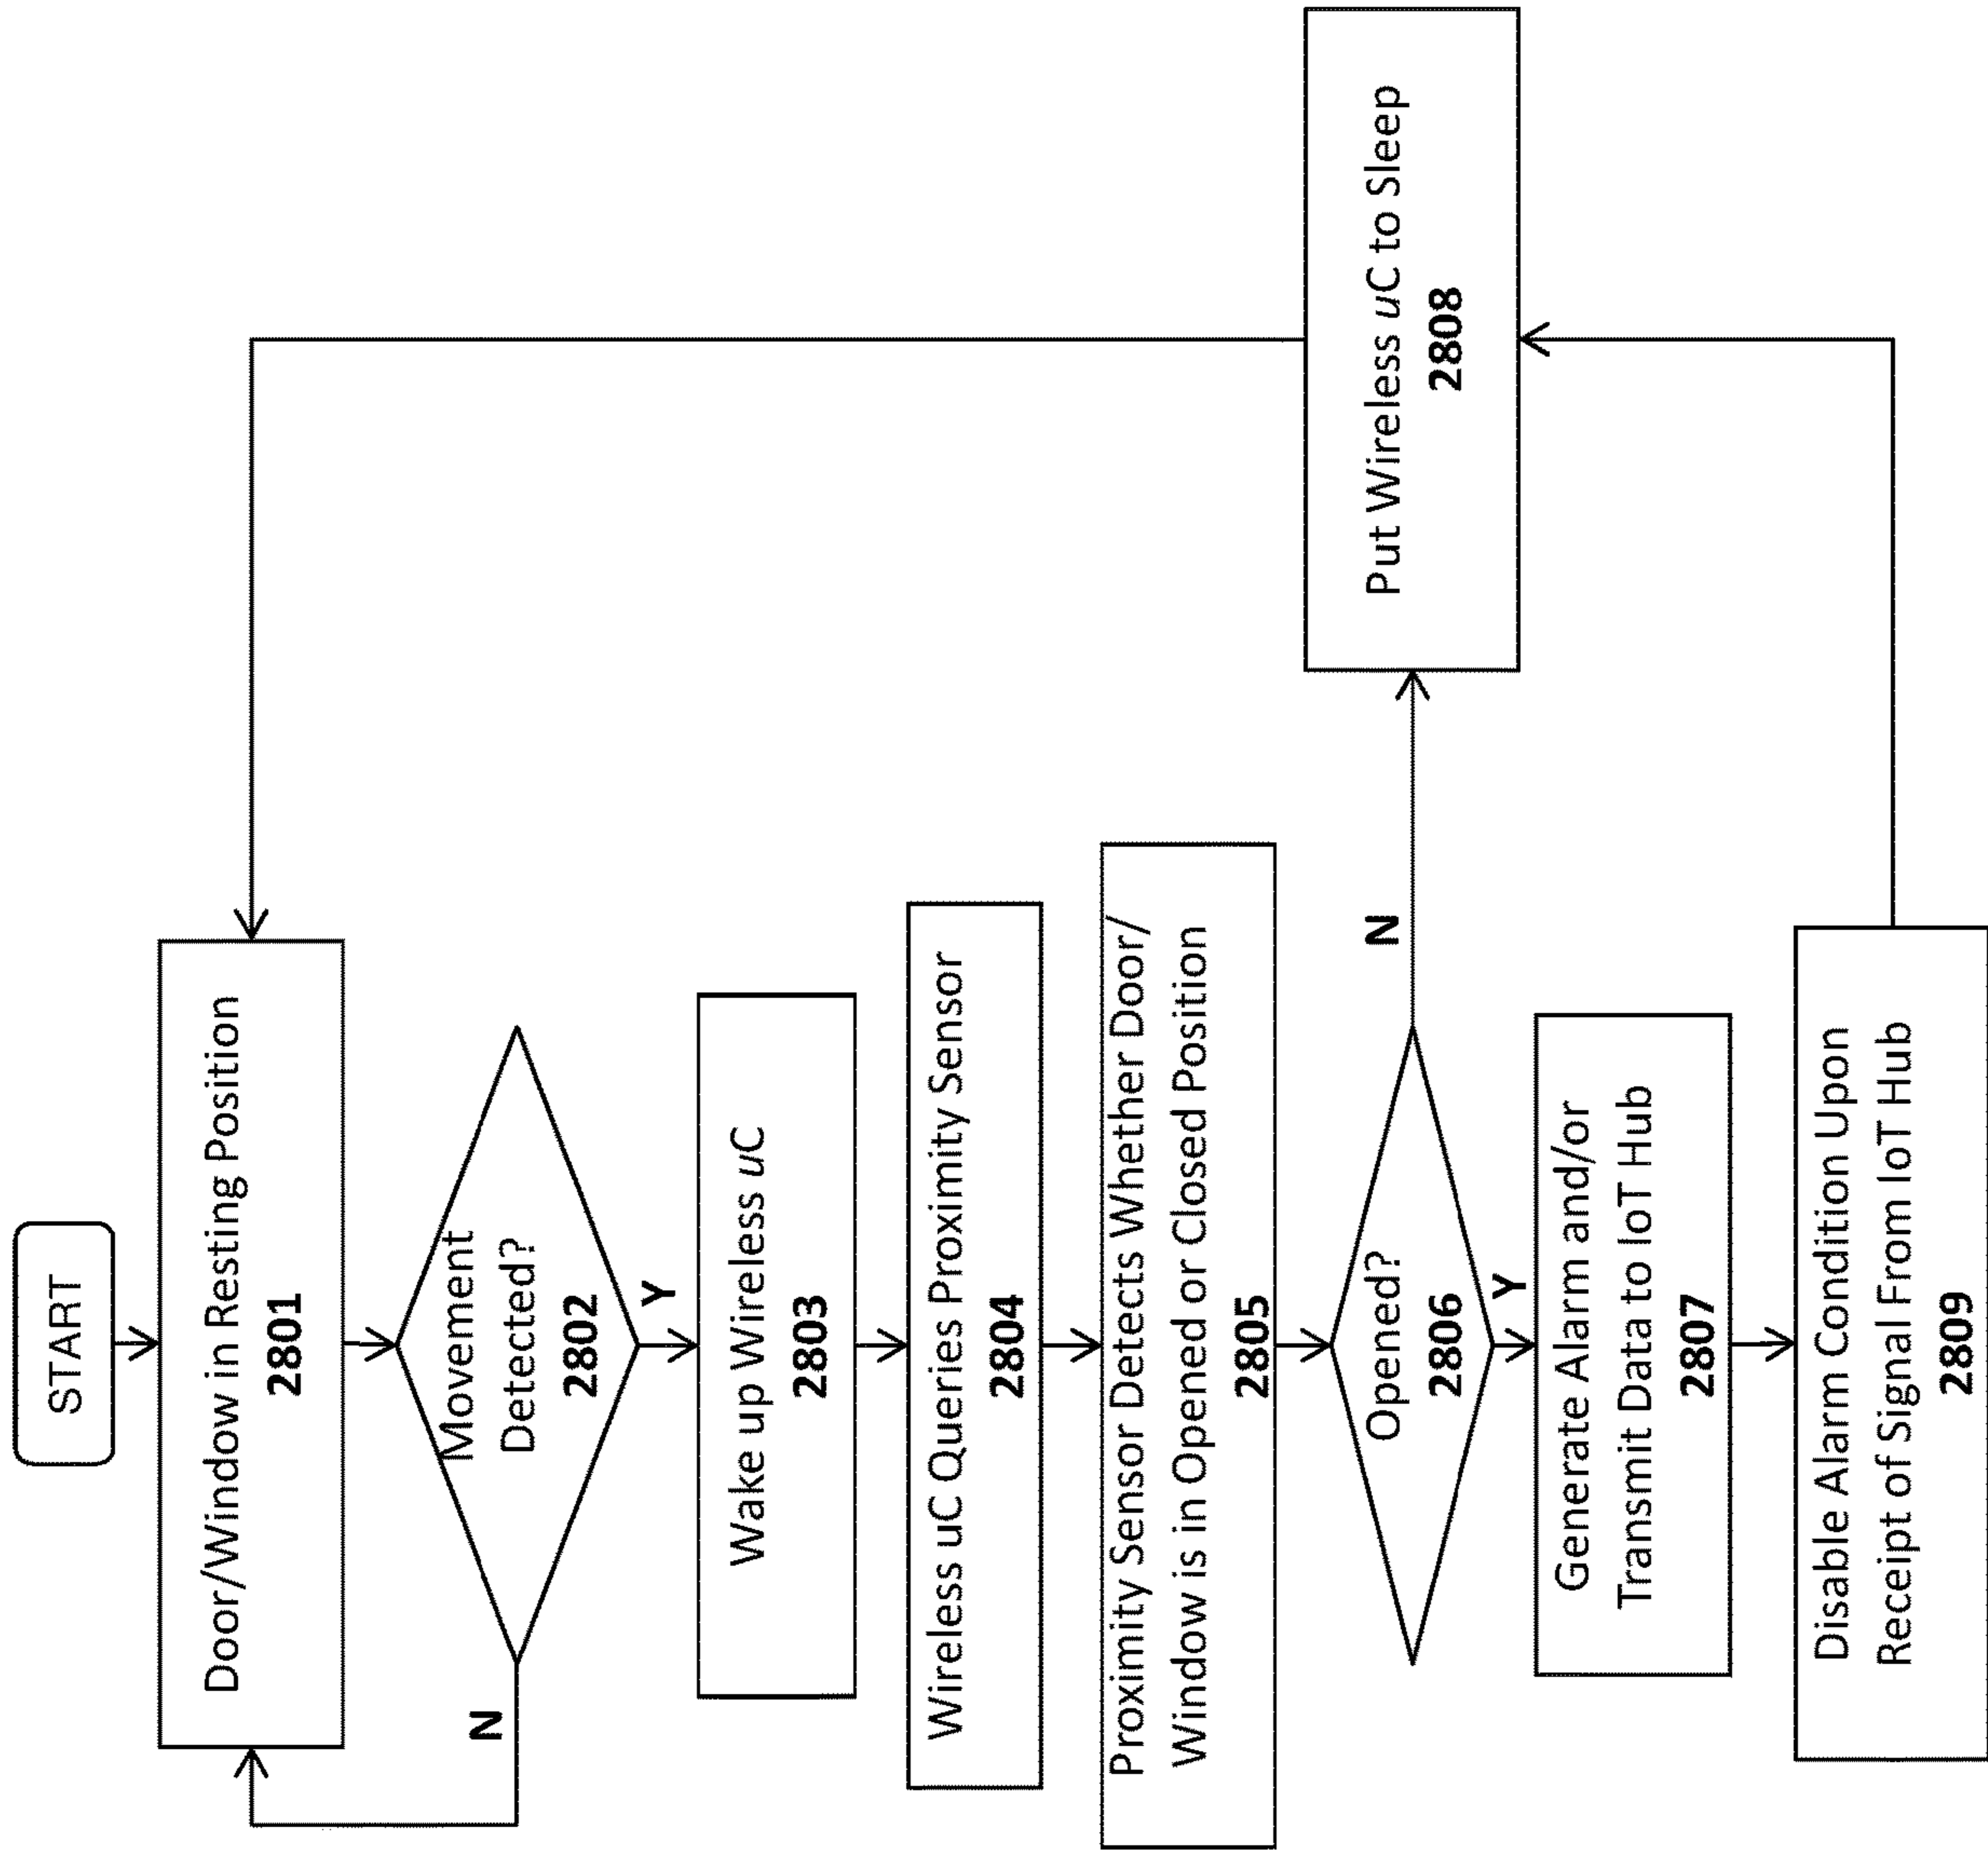 START
Door/Window in Resting Position
2801
Movement
Detected?
2802
N
Y
Wake up Wireless uC
2803
Wireless uC Queries Proximity Sensor
2804
Proximity Sensor Detects Whether Door/
Window is in Opened or Closed Position
2805
Opened?
2806
N
Y
Put Wireless uC to Sleep
2808
Generate Alarm and/or
Transmit Data to IoT Hub
2807
Disable Alarm Condition Upon
Receipt of Signal From IoT Hub
2809